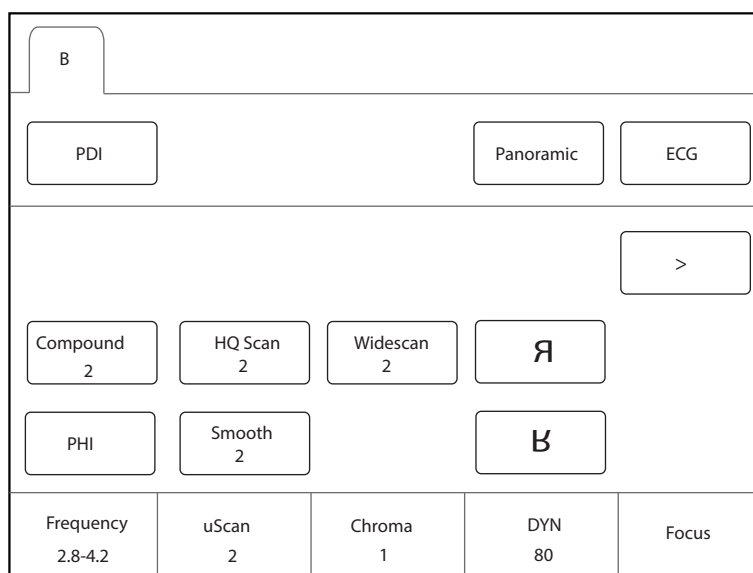 B
PDI
Panoramic
ECG
>
Compound
2
HQ Scan
2
Widescan
2
Я
PHI
Smooth
2
ʁ
Frequency
2.8-4.2
uScan
2
Chroma
1
DYN
80
Focus